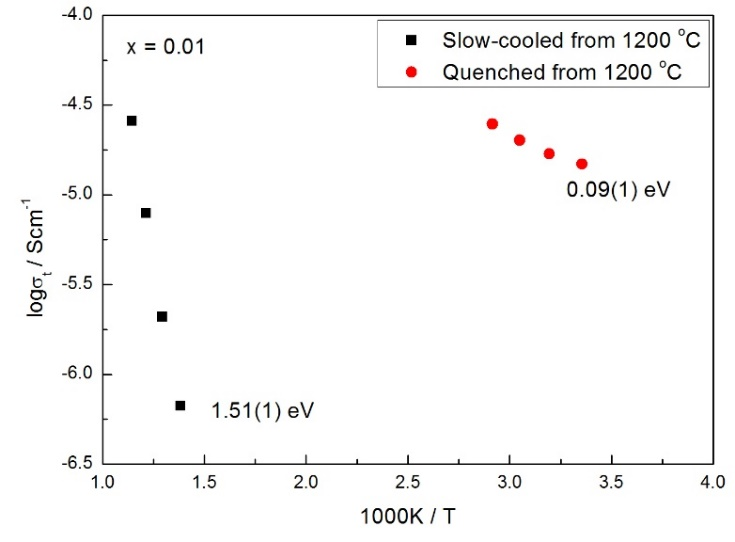 x = 0.01
Slow-cooled from 1200 °C
Quenched from 1200 °C
-4.0
-4.5
-5.0
-5.5
-6.0
-6.5
logσt / Scm-1
0.09(1) eV
1.51(1) eV
1.0 1.5 2.0 2.5 3.0 3.5 4.0
1000K / T